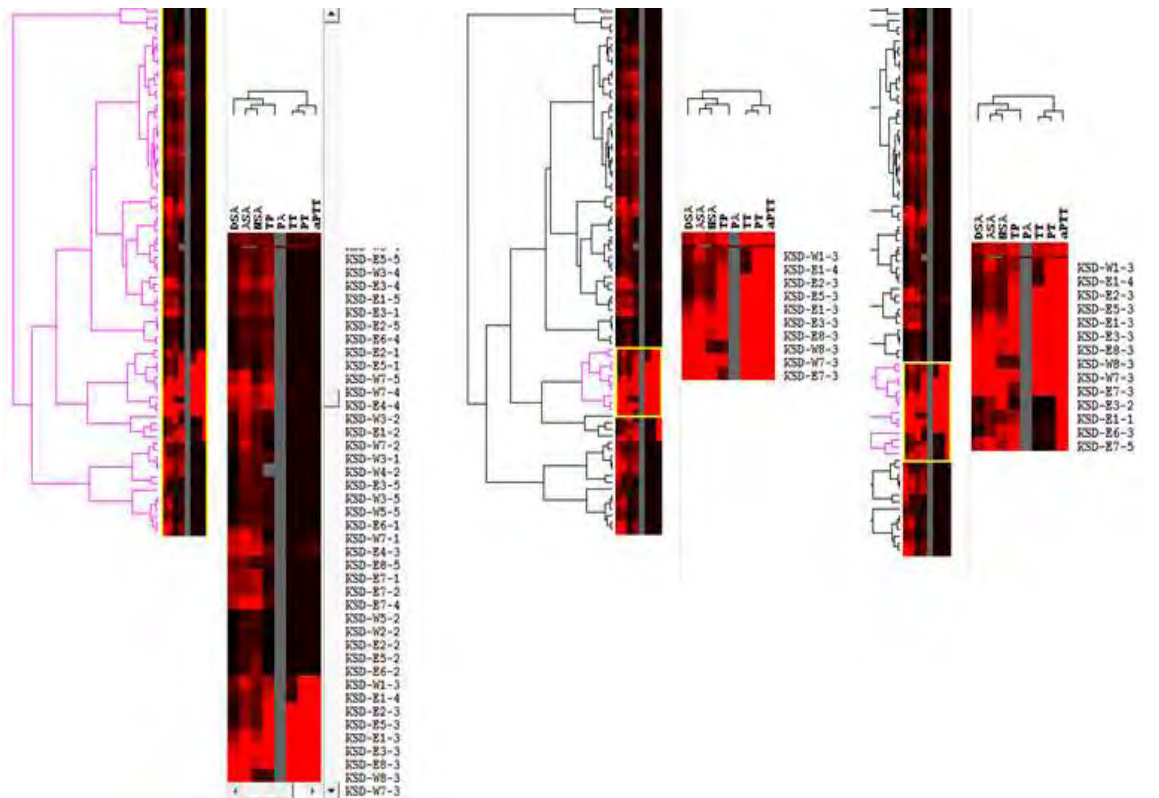 DSA ASA HSA TP PA TT PT aPTT
KSD-E5-5
KSD-W3-4
KSD-E3-4
KSD-E1-5
KSD-E3-1
KSD-E2-5
KSD-E6-4
KSD-E2-1
KSD-E5-1
KSD-W7-5
KSD-W7-4
KSD-E4-4
KSD-W3-2
KSD-E1-2
KSD-W7-2
KSD-W3-1
KSD-W4-2
KSD-E3-5
KSD-W3-5
KSD-W5-5
KSD-E6-1
KSD-W7-1
KSD-E4-3
KSD-E8-5
KSD-E7-1
KSD-E7-2
KSD-E7-4
KSD-W5-2
KSD-W2-2
KSD-E2-2
KSD-E5-2
KSD-E6-2
KSD-W1-3
KSD-E1-4
KSD-E2-3
KSD-E5-3
KSD-E1-3
KSD-E3-3
KSD-E8-3
KSD-W8-3
KSD-W7-3
DSA ASA HSA TP PA TT PT aPTT
KSD-W1-3
KSD-E1-4
KSD-E2-3
KSD-E5-3
KSD-E1-3
KSD-E3-3
KSD-E8-3
KSD-W8-3
KSD-W7-3
KSD-E7-3
DSA ASA HSA TP PA TT PT aPTT
KSD-W1-3
KSD-E1-4
KSD-E2-3
KSD-E5-3
KSD-E1-3
KSD-E3-3
KSD-E8-3
KSD-W8-3
KSD-W7-3
KSD-E7-3
KSD-E3-2
KSD-E1-1
KSD-E6-3
KSD-E7-5